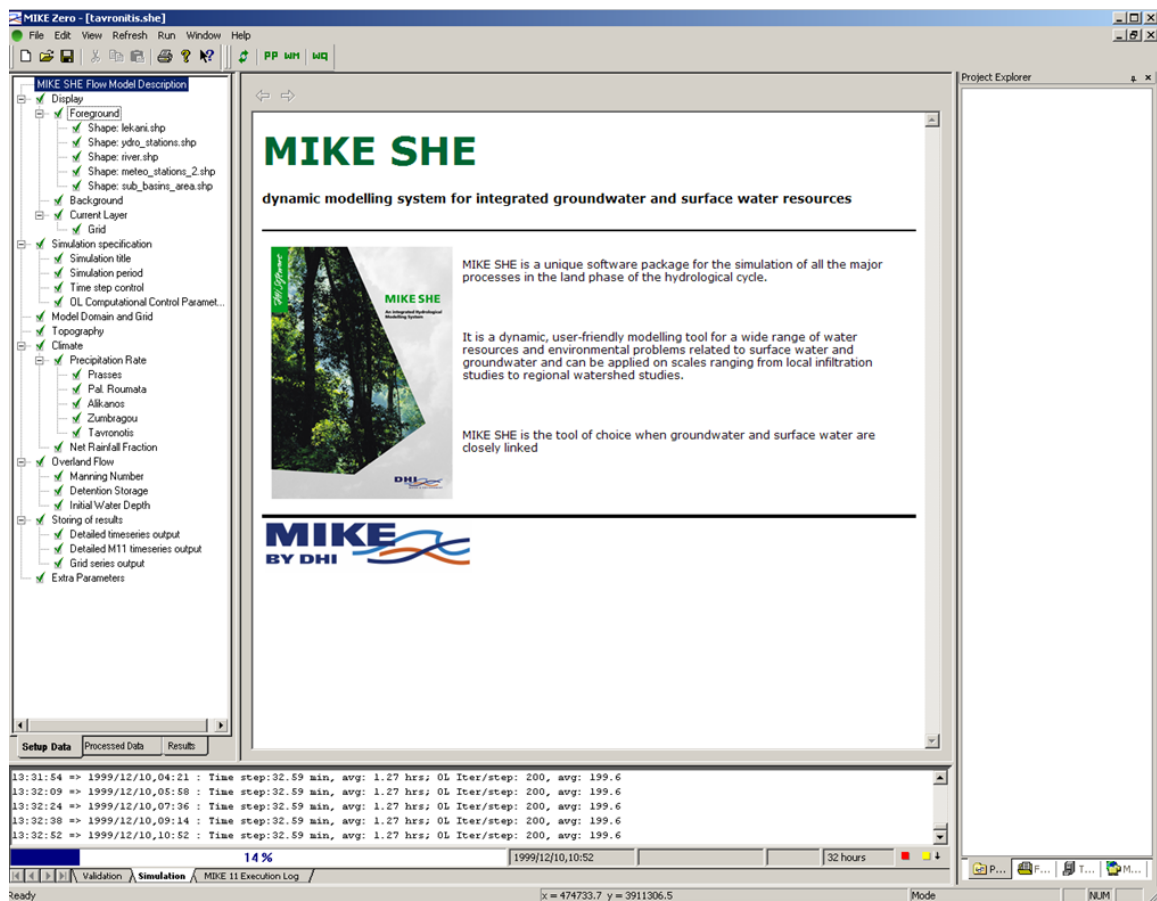 MIKE Zero - [tavronitis.she]
File Edit View Refresh Run Window Help
PP WM WQ
MIKE SHE Flow Model Description
Display
Foreground
Shape: lekani.shp
Shape: ydro_stations.shp
Shape: river.shp
Shape: meteo_stations_2.shp
Shape: sub_basins_area.shp
Background
Current Layer
Grid
Simulation specification
Simulation title
Simulation period
Time step control
OL Computational Control Paramet...
Model Domain and Grid
Topography
Climate
Precipitation Rate
Prasses
Pal. Roumata
Alikanos
Zumbragou
Tavronotis
Net Rainfall Fraction
Overland Flow
Manning Number
Detention Storage
Initial Water Depth
Storing of results
Detailed timeseries output
Detailed M11 timeseries output
Grid series output
Extra Parameters
Setup Data Processed Data Results
MIKE SHE
dynamic modelling system for integrated groundwater and surface water resources
DHI Software
MIKE SHE
An Integrated Hydrological
Modelling System
DHI
MIKE SHE is a unique software package for the simulation of all the major
processes in the land phase of the hydrological cycle.
It is a dynamic, user-friendly modelling tool for a wide range of water
resources and environmental problems related to surface water and
groundwater and can be applied on scales ranging from local infiltration
studies to regional watershed studies.
MIKE SHE is the tool of choice when groundwater and surface water are
closely linked
MIKE
BY DHI
Project Explorer
P... F... T... M...
13:31:54 => 1999/12/10,04:21 : Time step:32.59 min, avg: 1.27 hrs; OL Iter/step: 200, avg: 199.6
13:32:09 => 1999/12/10,05:58 : Time step:32.59 min, avg: 1.27 hrs; OL Iter/step: 200, avg: 199.6
13:32:24 => 1999/12/10,07:36 : Time step:32.59 min, avg: 1.27 hrs; OL Iter/step: 200, avg: 199.6
13:32:38 => 1999/12/10,09:14 : Time step:32.59 min, avg: 1.27 hrs; OL Iter/step: 200, avg: 199.6
13:32:52 => 1999/12/10,10:52 : Time step:32.59 min, avg: 1.27 hrs; OL Iter/step: 200, avg: 199.6
14% 1999/12/10,10:52 32 hours
Validation Simulation MIKE 11 Execution Log
Ready x = 474733.7 y = 3911306.5 Mode NUM